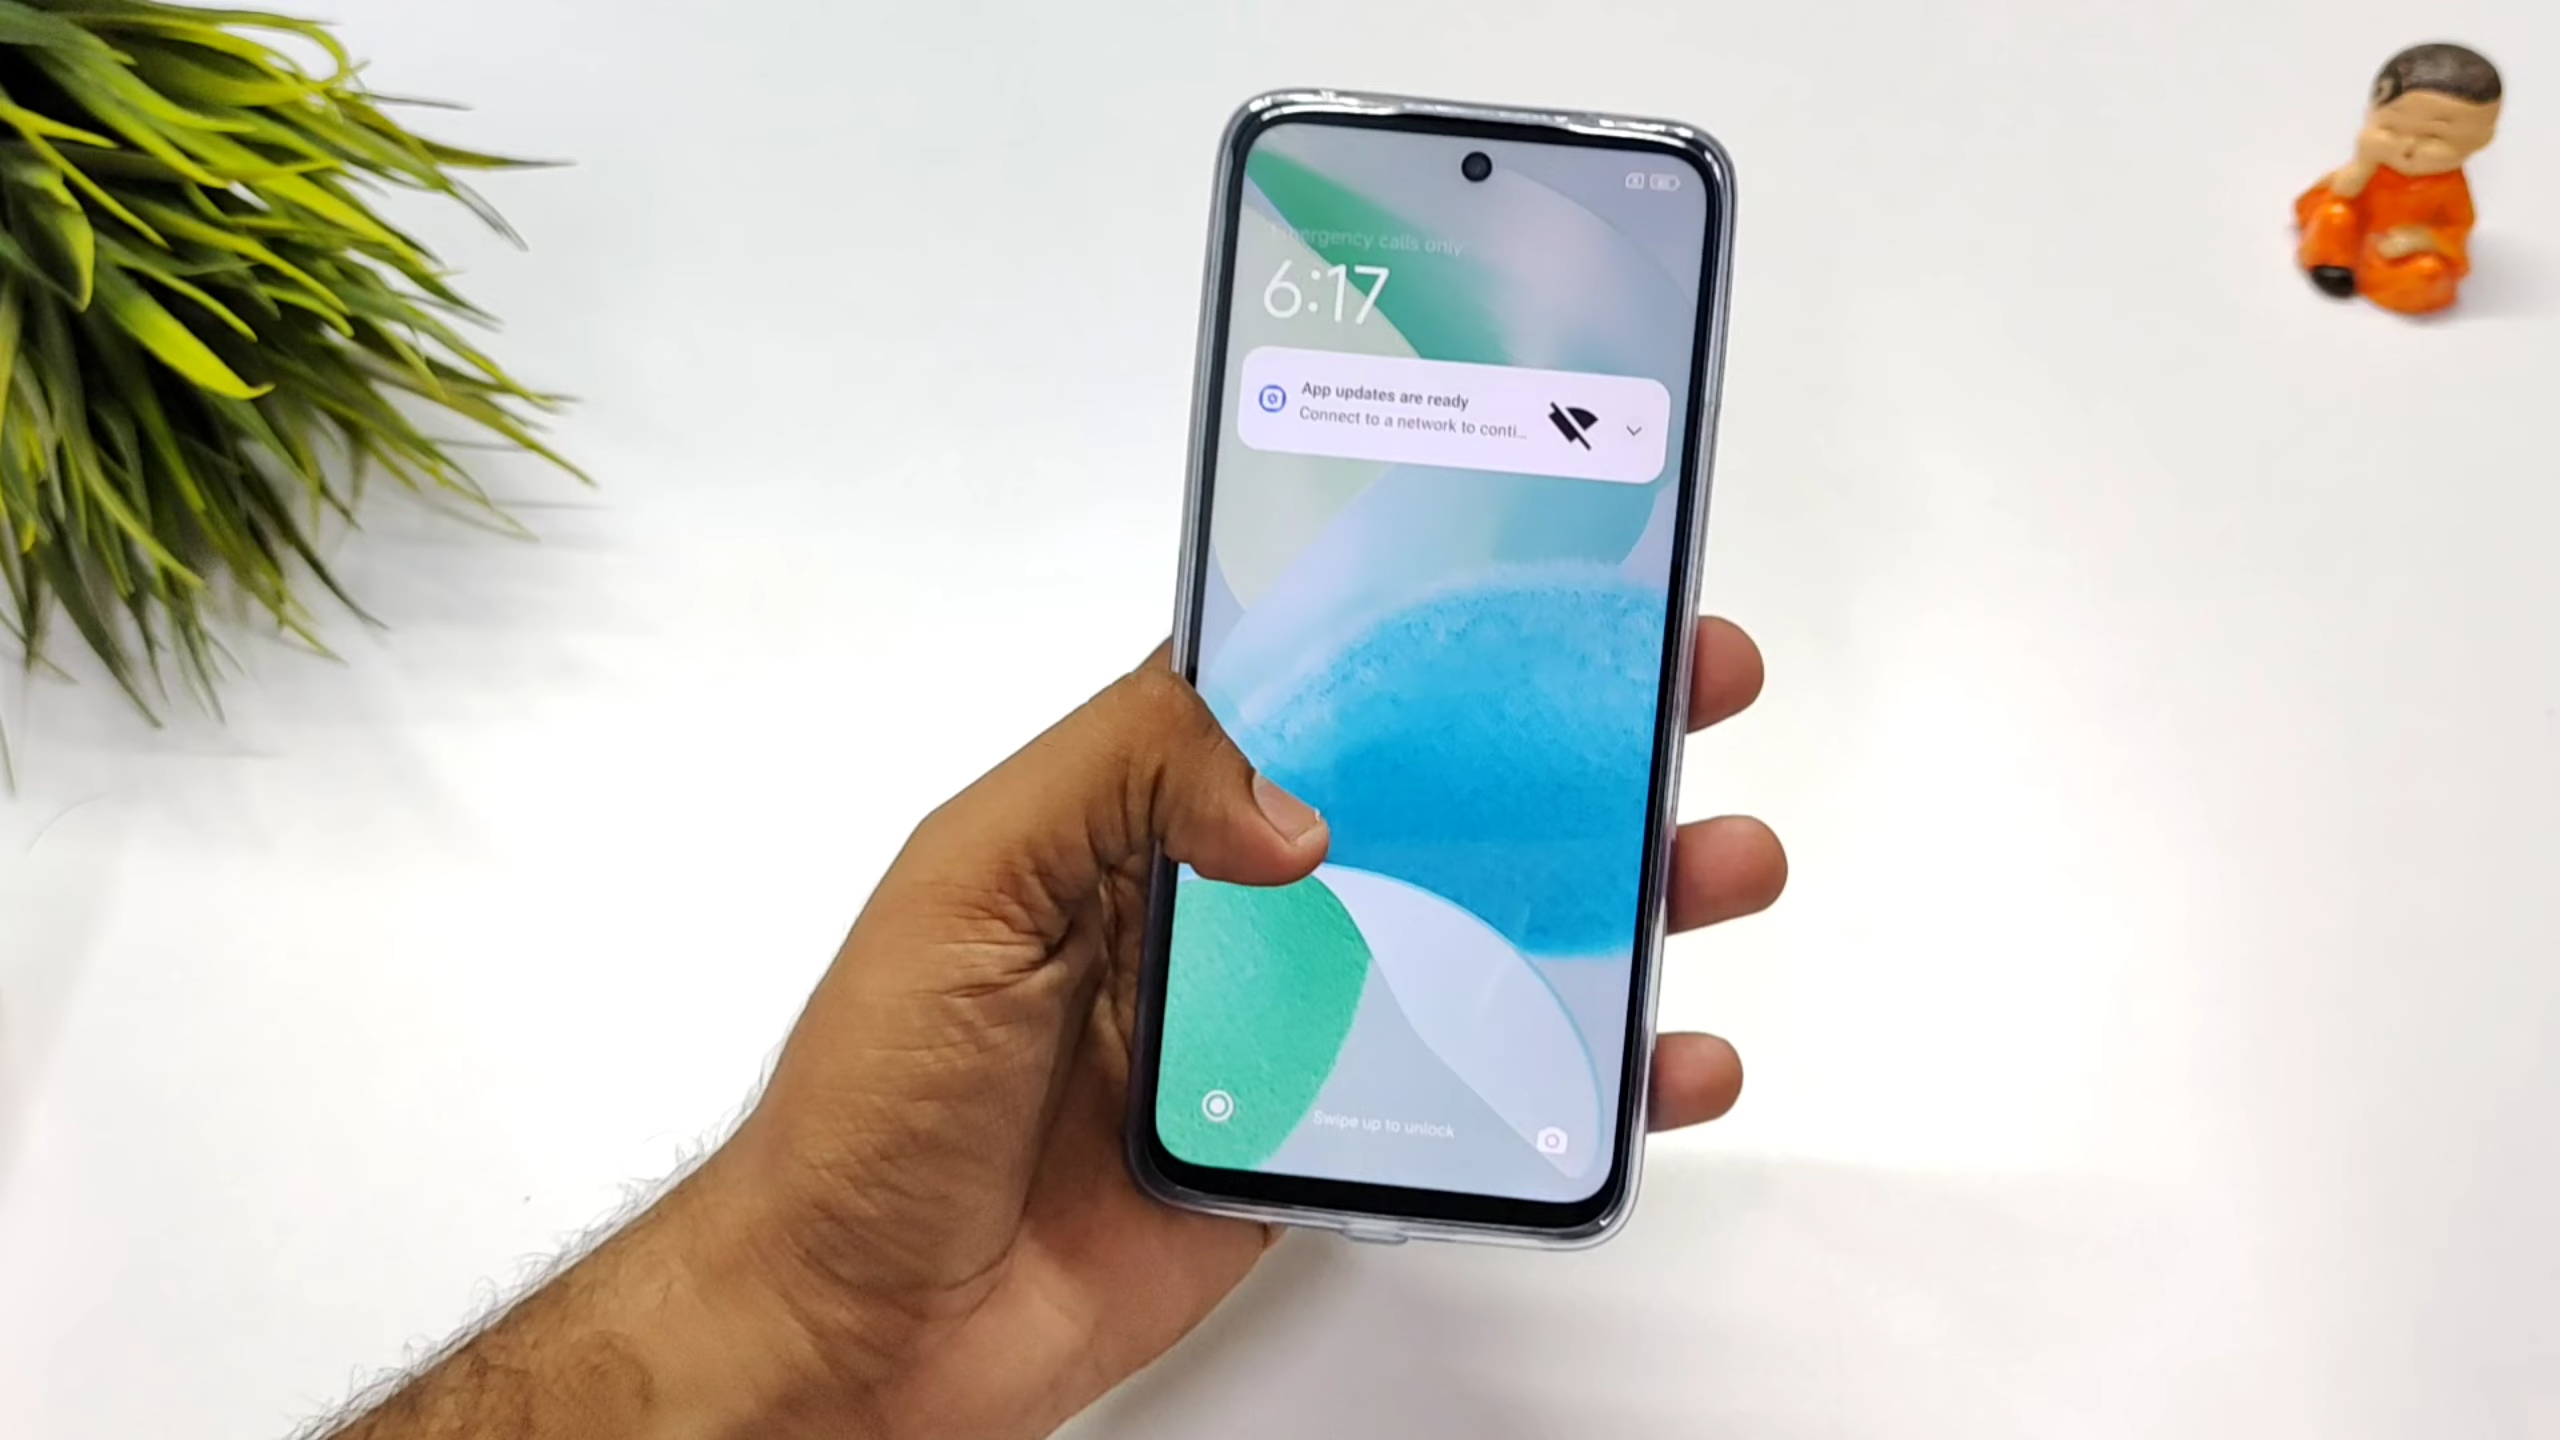 Emergency calls only
6:17
App updates are ready
Connect to a network to conti...
Swipe up to unlock